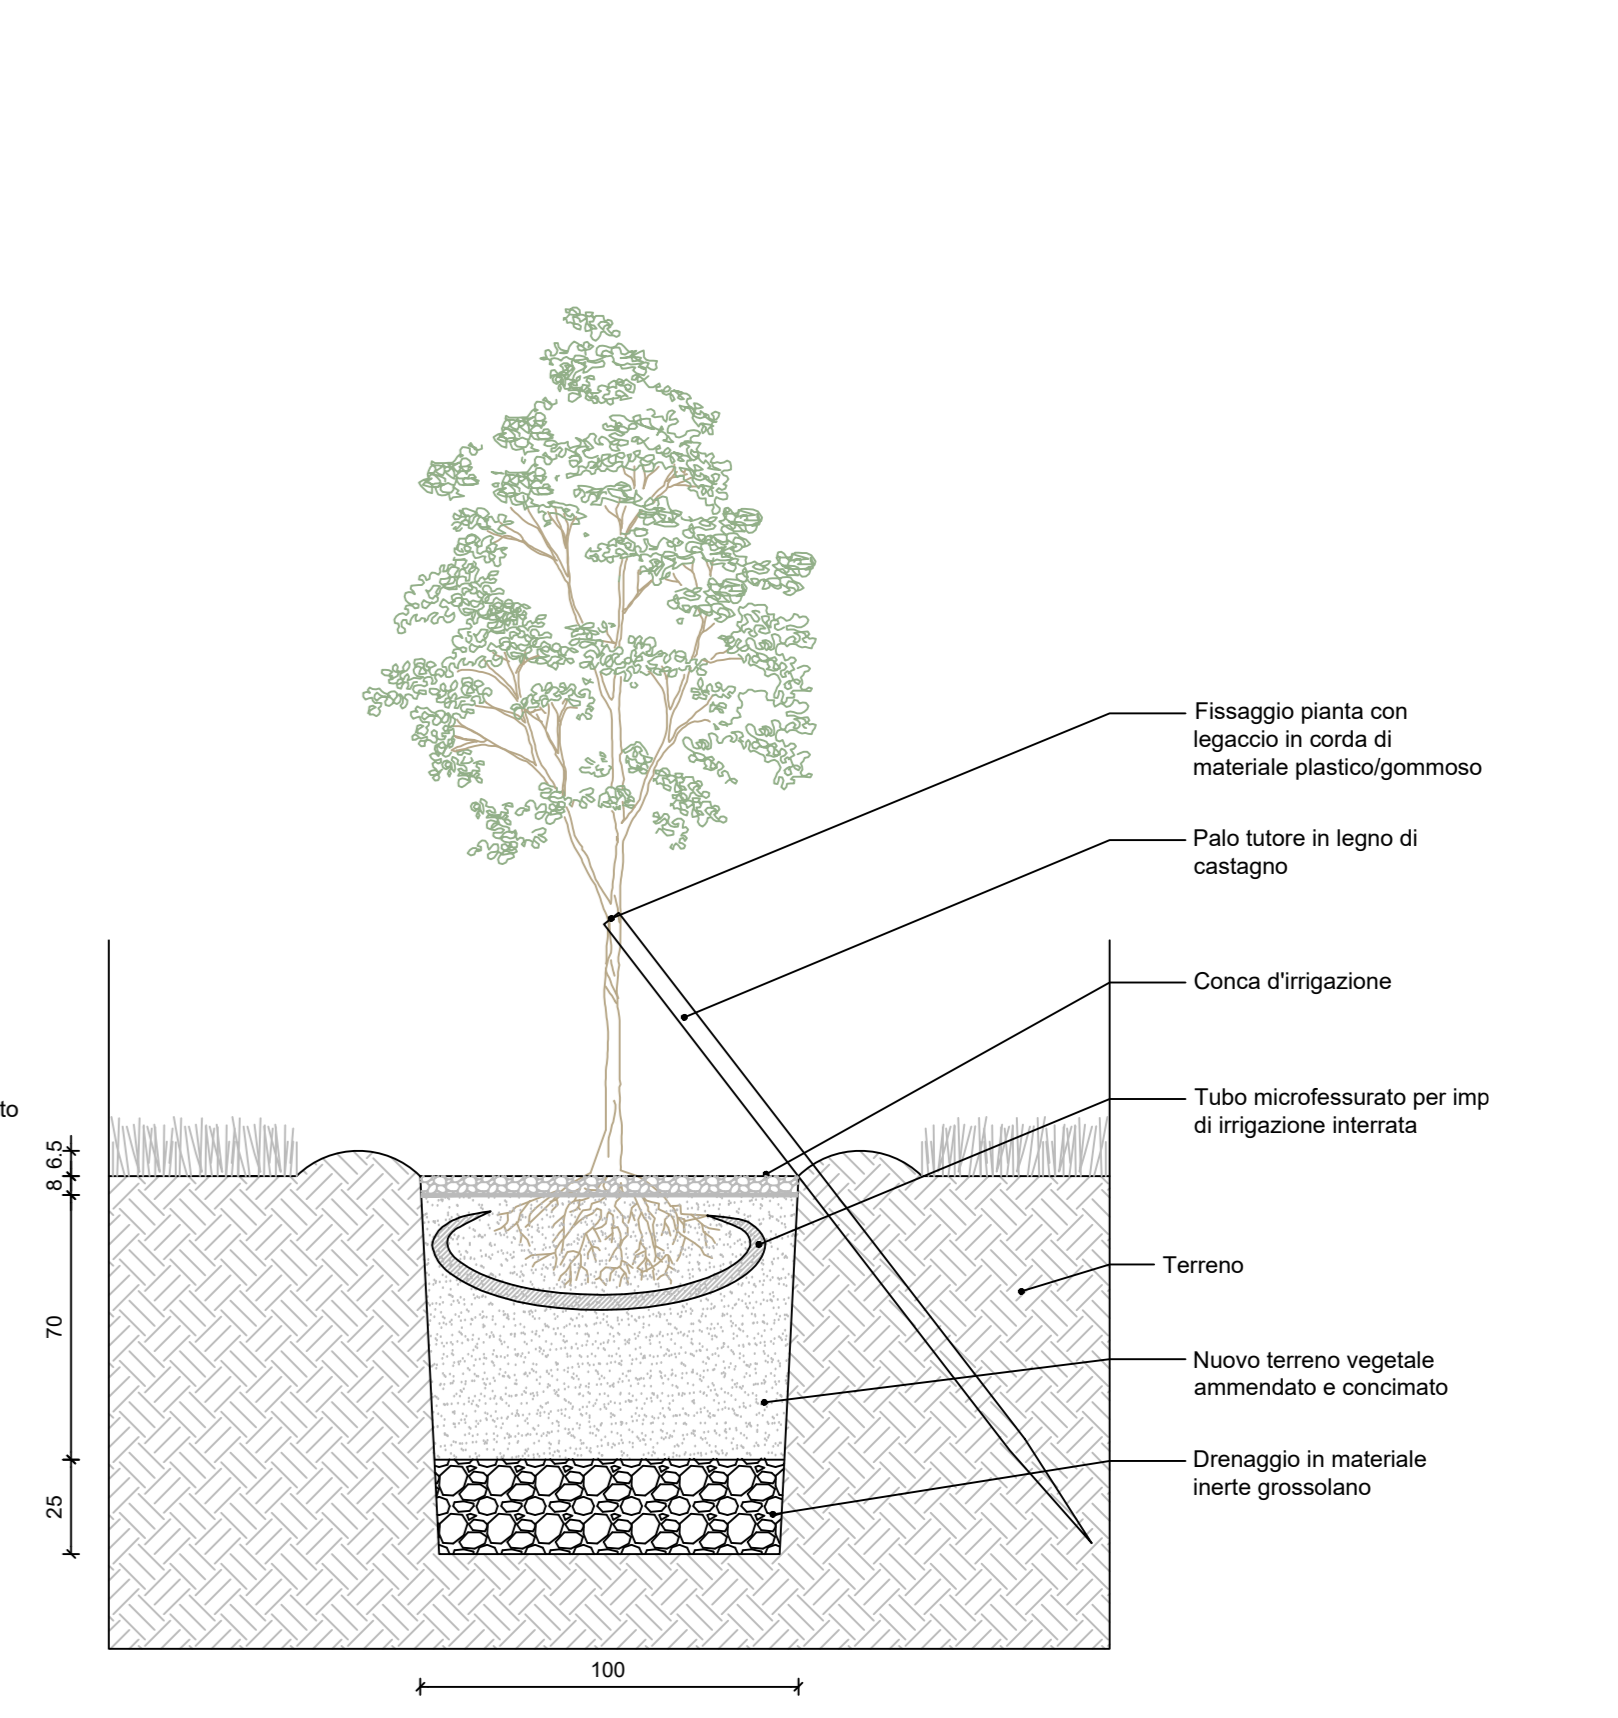 Fissaggio pianta con
legaccio in corda di
materiale plastico/gommoso
Palo tutore in legno di
castagno
Conca d'irrigazione
Tubo microfessurato per imp
di irrigazione interrata
to
6.5
8
Terreno
70
Nuovo terreno vegetale
ammendato e concimato
Drenaggio in materiale
inerte grossolano
25
100